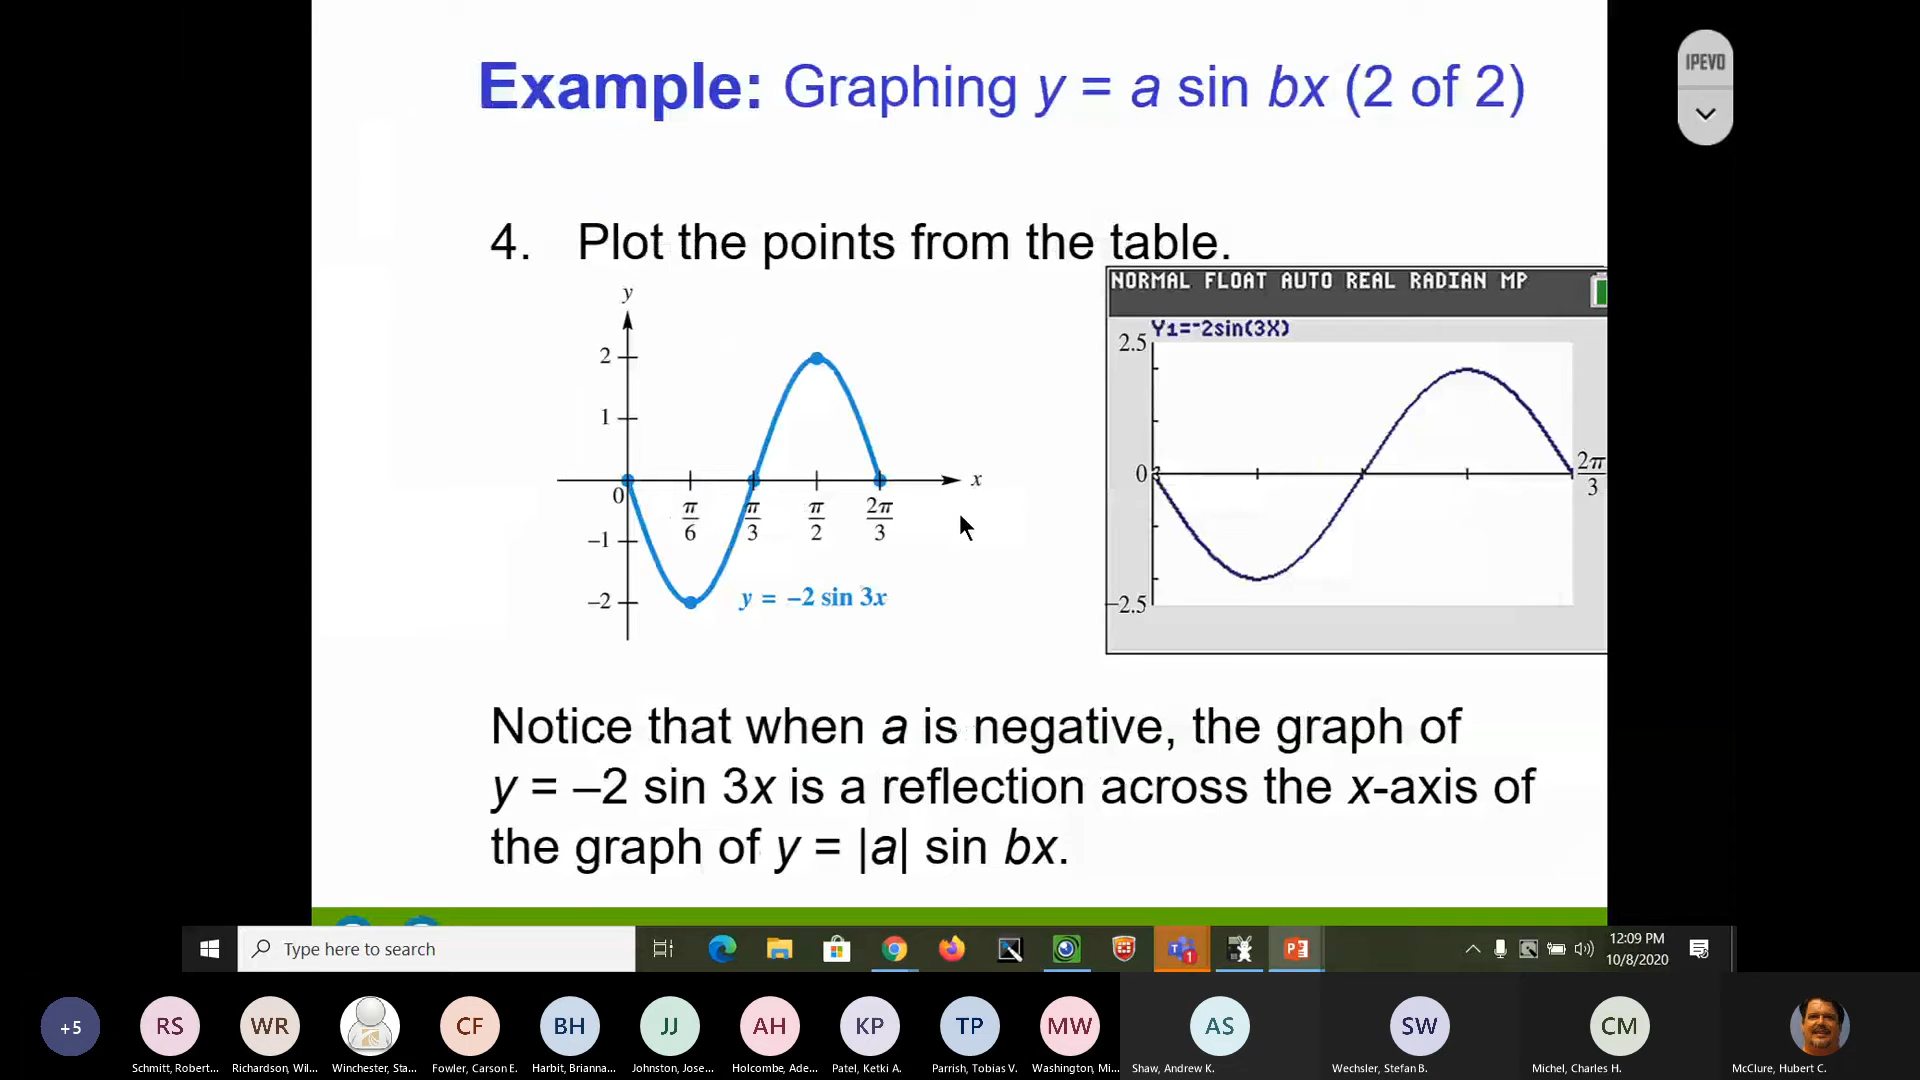 Example: Graphing y = a sin bx (2 of 2)
IPEVO
4. Plot the points from the table.
y
2
1
0
x
π/6 π/3 π/2 2π/3
–1
–2
y = –2 sin 3x
NORMAL FLOAT AUTO REAL RADIAN MP
Y1=-2sin(3X)
2.5
0
2π/3
–2.5
Notice that when a is negative, the graph of
y = –2 sin 3x is a reflection across the x-axis of
the graph of y = |a| sin bx.
Type here to search
1
12:09 PM
10/8/2020
+5 RS WR CF BH JJ AH KP TP MW AS SW CM
Schmitt, Robert... Richardson, Wil... Winchester, Sta... Fowler, Carson E. Harbit, Brianna... Johnston, Jose... Holcombe, Ade... Patel, Ketki A. Parrish, Tobias V. Washington, Mi... Shaw, Andrew K. Wechsler, Stefan B. Michel, Charles H. McClure, Hubert C.